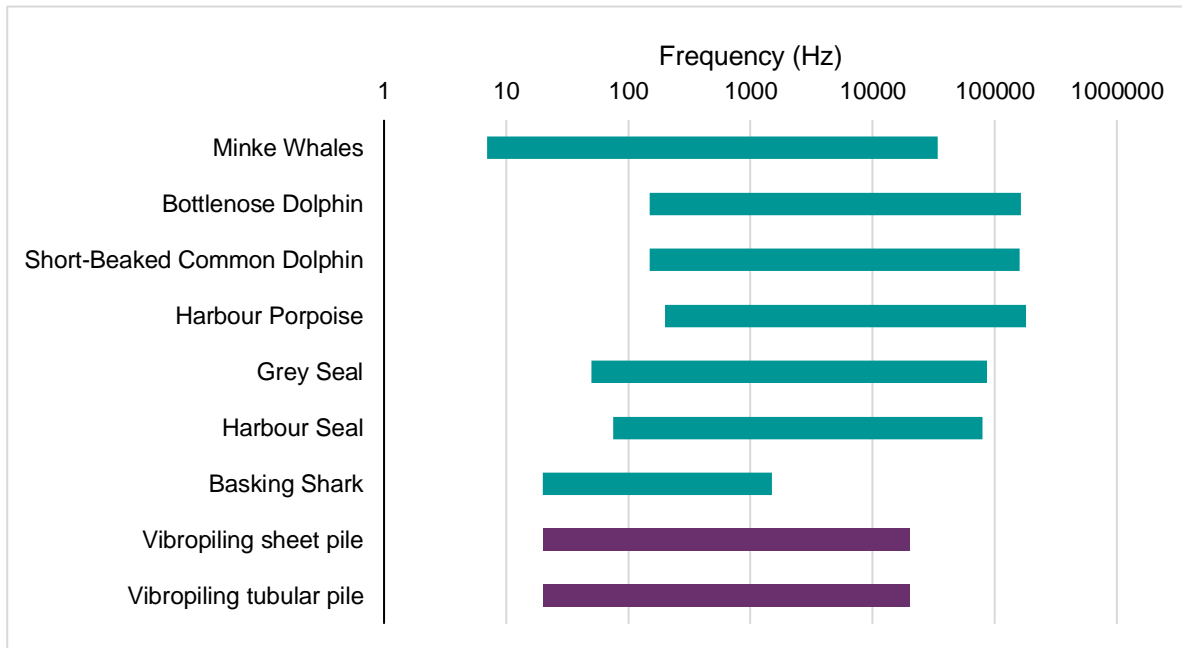 Frequency (Hz)
1 10 100 1000 10000 100000 1000000
Minke Whales
Bottlenose Dolphin
Short-Beaked Common Dolphin
Harbour Porpoise
Grey Seal
Harbour Seal
Basking Shark
Vibropiling sheet pile
Vibropiling tubular pile